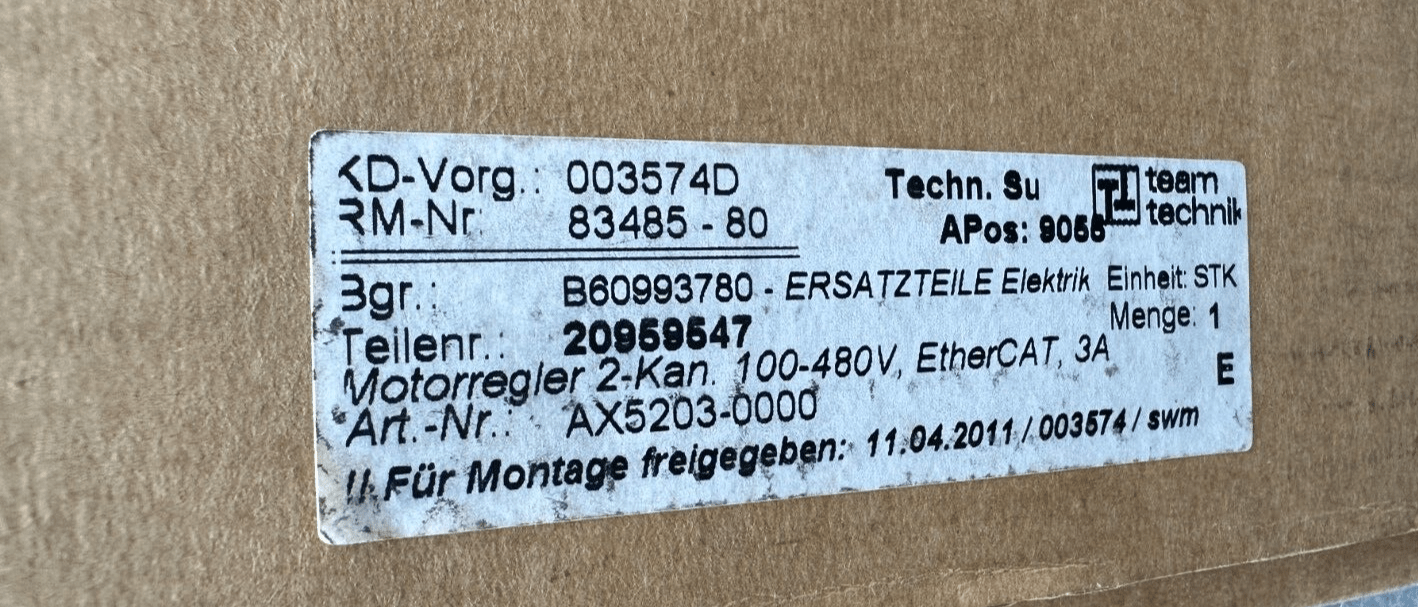 KD-Vorg.: 003574D Techn. Su team
RM-Nr: 83485 - 80 APos: 9056 technik
Bgr.: B60993780 - ERSATZTEILE Elektrik Einheit: STK
Teilenr.: 20959547 Menge: 1
Motorregler 2-Kan. 100-480V, EtherCAT, 3A E
Art.-Nr.: AX5203-0000
!!.Für Montage freigegeben: 11.04.2011 / 003574 / swm